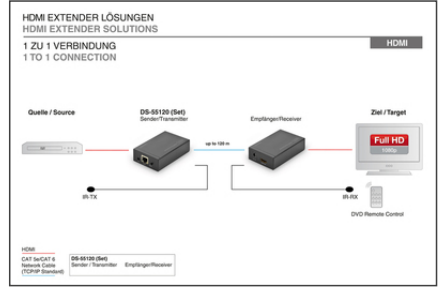 HDMI EXTENDER LÖSUNGEN
HDMI EXTENDER SOLUTIONS
1 ZU 1 VERBINDUNG
1 TO 1 CONNECTION
HDMI
Quelle / Source
DS-55120 (Set)
Sender/Transmitter
Empfänger/Receiver
Ziel / Target
up to 120 m
Full HD
1080p
IR-TX
IR-RX
DVD Remote Control
HDMI
CAT 5e/CAT 6
Network Cable
(TCP/IP Standard)
DS-55120 (Set)
Sender / Transmitter
Empfänger/Receiver